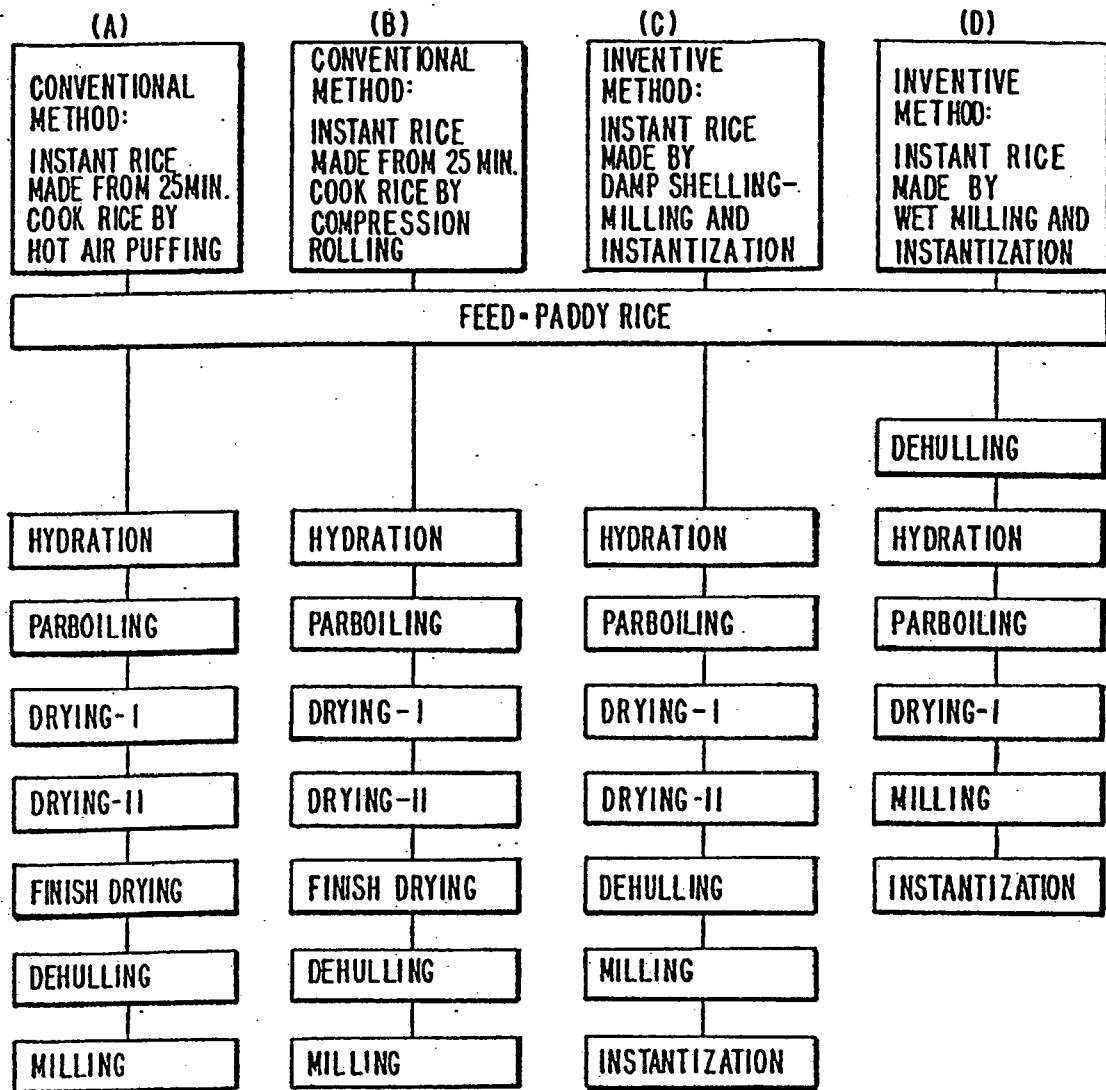 (A)
CONVENTIONAL
METHOD:
INSTANT RICE
MADE FROM 25MIN.
COOK RICE BY
HOT AIR PUFFING
(B)
CONVENTIONAL
METHOD:
INSTANT RICE
MADE FROM 25 MIN.
COOK RICE BY
COMPRESSION
ROLLING
(C)
INVENTIVE
METHOD:
INSTANT RICE
MADE BY
DAMP SHELLING-
MILLING AND
INSTANTIZATION
(D)
INVENTIVE
METHOD:
INSTANT RICE
MADE BY
WET MILLING AND
INSTANTIZATION
FEED-PADDY RICE
HYDRATION
PARBOILING
DRYING-I
DRYING-II
FINISH DRYING
DEHULLING
MILLING
HYDRATION
PARBOILING
DRYING-I
DRYING-II
FINISH DRYING
DEHULLING
MILLING
HYDRATION
PARBOILING
DRYING-I
DRYING-II
DEHULLING
MILLING
INSTANTIZATION
DEHULLING
HYDRATION
PARBOILING
DRYING-I
MILLING
INSTANTIZATION